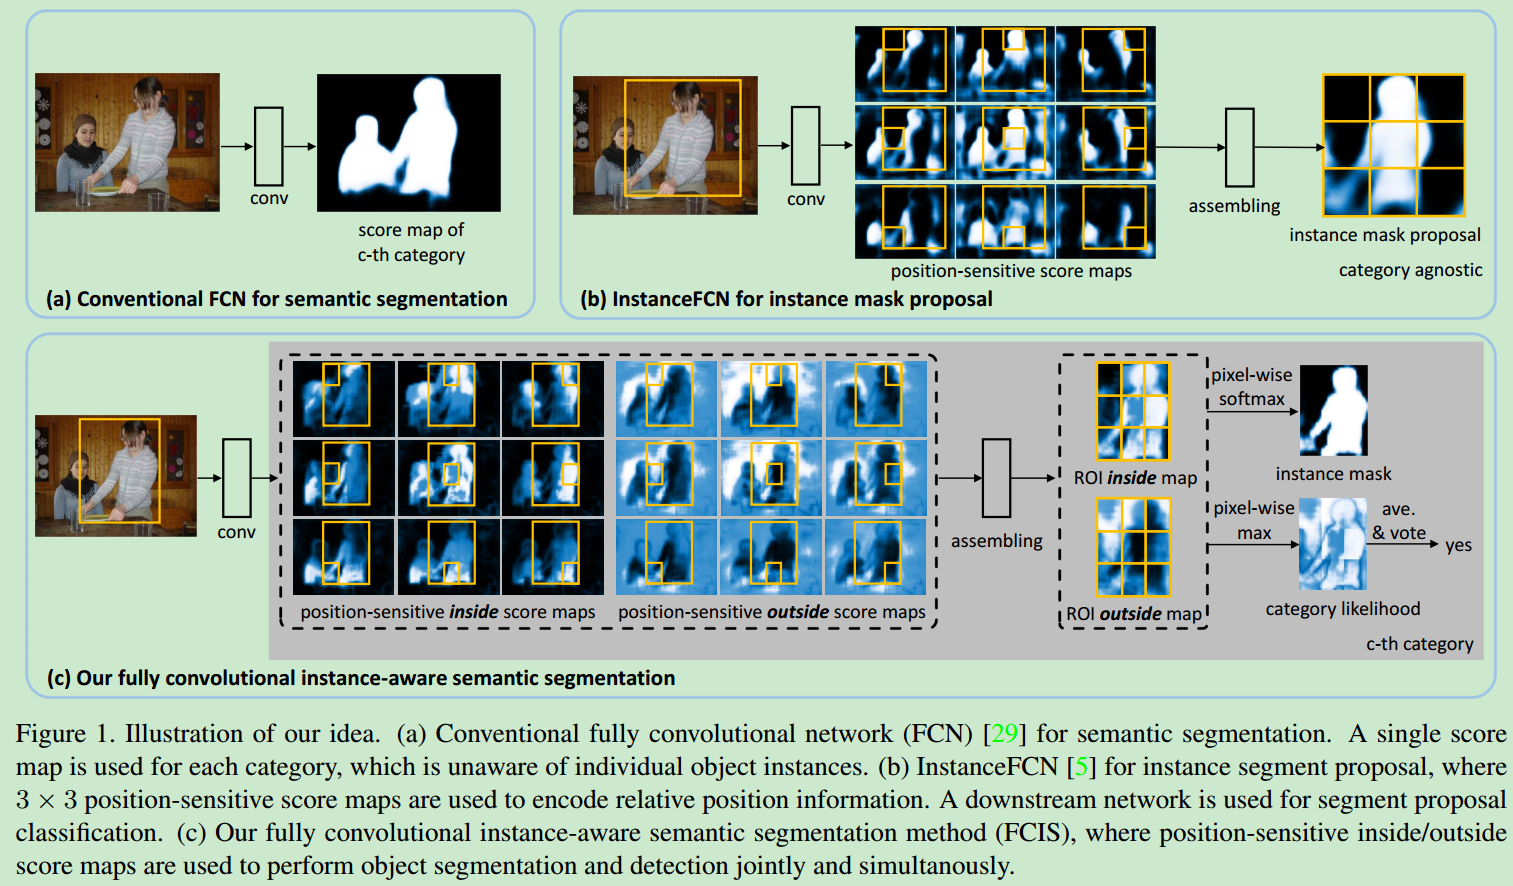 conv
score map of
c-th category
(a) Conventional FCN for semantic segmentation
conv
position-sensitive score maps
assembling
instance mask proposal
category agnostic
(b) InstanceFCN for instance mask proposal
conv
position-sensitive inside score maps
position-sensitive outside score maps
assembling
ROI inside map
ROI outside map
pixel-wise
softmax
instance mask
pixel-wise
max
ave.
& vote
yes
category likelihood
c-th category
(c) Our fully convolutional instance-aware semantic segmentation
Figure 1. Illustration of our idea. (a) Conventional fully convolutional network (FCN) [29] for semantic segmentation. A single score
map is used for each category, which is unaware of individual object instances. (b) InstanceFCN [5] for instance segment proposal, where
3 × 3 position-sensitive score maps are used to encode relative position information. A downstream network is used for segment proposal
classification. (c) Our fully convolutional instance-aware semantic segmentation method (FCIS), where position-sensitive inside/outside
score maps are used to perform object segmentation and detection jointly and simultanously.